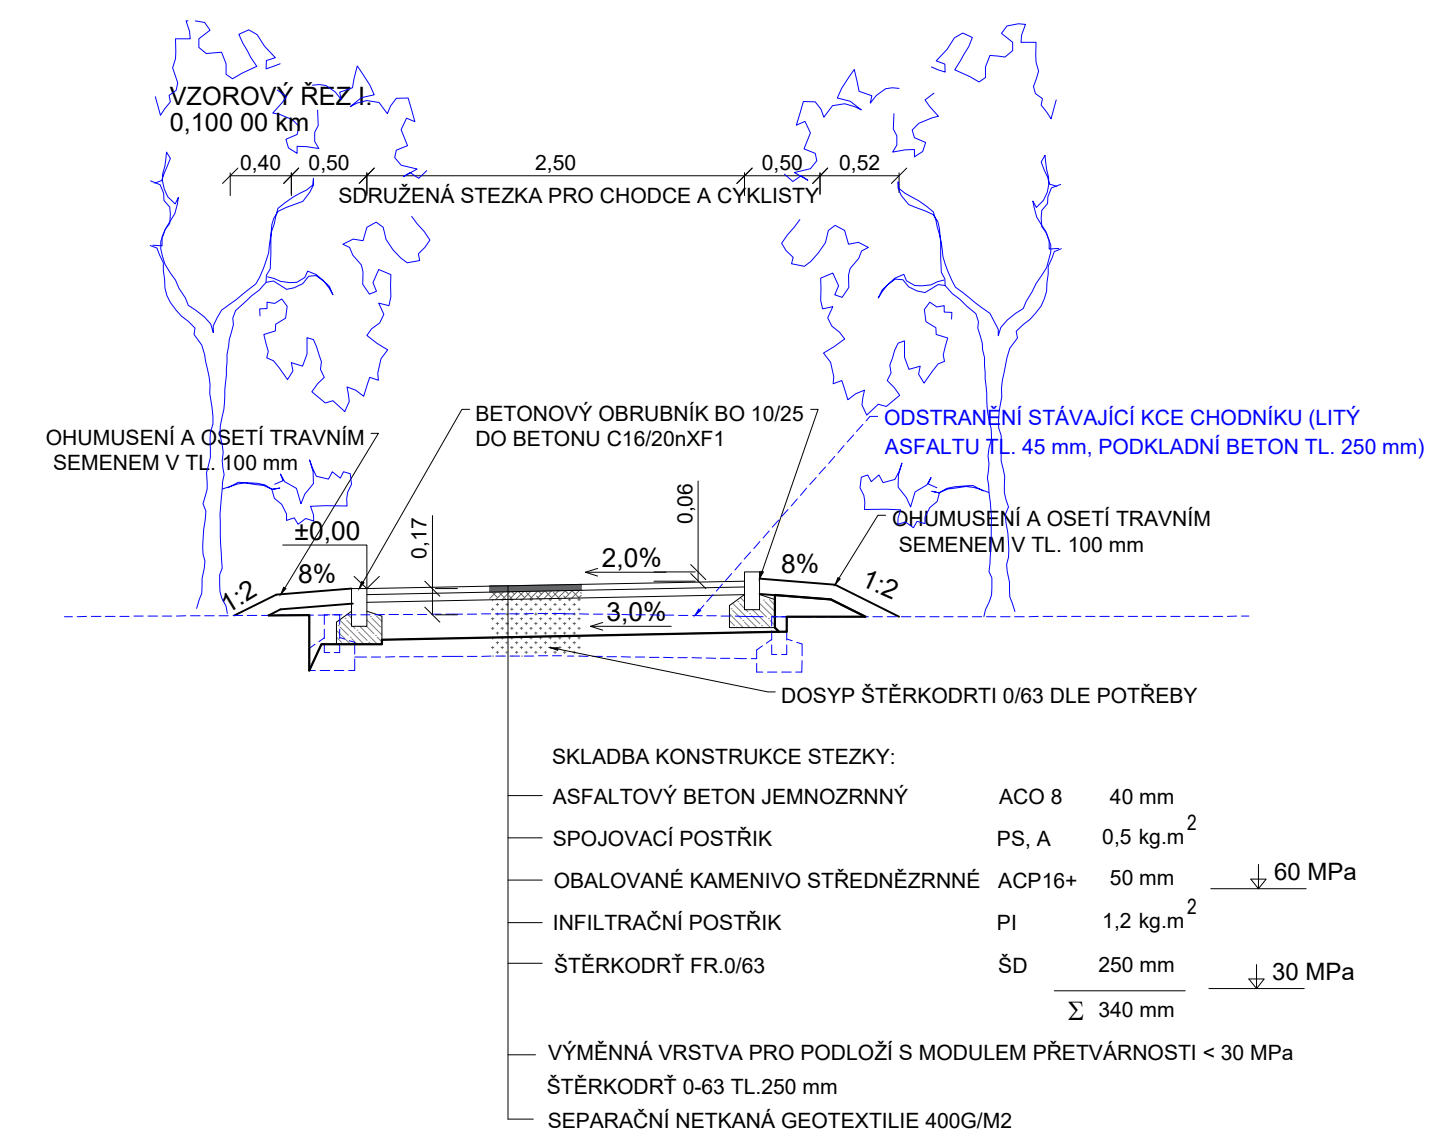 VZOROVÝ ŘEZ I.
0,100 00 km
0,40 0,50 2,50 0,50 0,52
SDRUŽENÁ STEZKA PRO CHODCE A CYKLISTY
BETONOVÝ OBRUBNÍK BO 10/25
DO BETONU C16/20nXF1
ODSTRANĚNÍ STÁVAJÍCÍ KCE CHODNÍKU (LITÝ
ASFALTU TL. 45 mm, PODKLADNÍ BETON TL. 250 mm)
OHUMUSENÍ A OSETÍ TRAVNÍM
SEMENEM V TL. 100 mm
OHUMUSENÍ A OSETÍ TRAVNÍM
SEMENEM V TL. 100 mm
±0,00
0,17
0,06
1:2
8%
2,0%
8%
1:2
3,0%
DOSYP ŠTĚRKODRTI 0/63 DLE POTŘEBY
SKLADBA KONSTRUKCE STEZKY:
ASFALTOVÝ BETON JEMNOZRNNÝ ACO 8 40 mm
SPOJOVACÍ POSTŘIK PS, A 0,5 kg.m2
OBALOVANÉ KAMENIVO STŘEDNĚZRNNÉ ACP16+ 50 mm 60 MPa
INFILTRAČNÍ POSTŘIK PI 1,2 kg.m2
ŠTĚRKODRŤ FR.0/63 ŠD 250 mm 30 MPa
Σ 340 mm
VÝMĚNNÁ VRSTVA PRO PODLOŽÍ S MODULEM PŘETVÁRNOSTI < 30 MPa
ŠTĚRKODRŤ 0-63 TL.250 mm
SEPARAČNÍ NETKANÁ GEOTEXTILIE 400G/M2